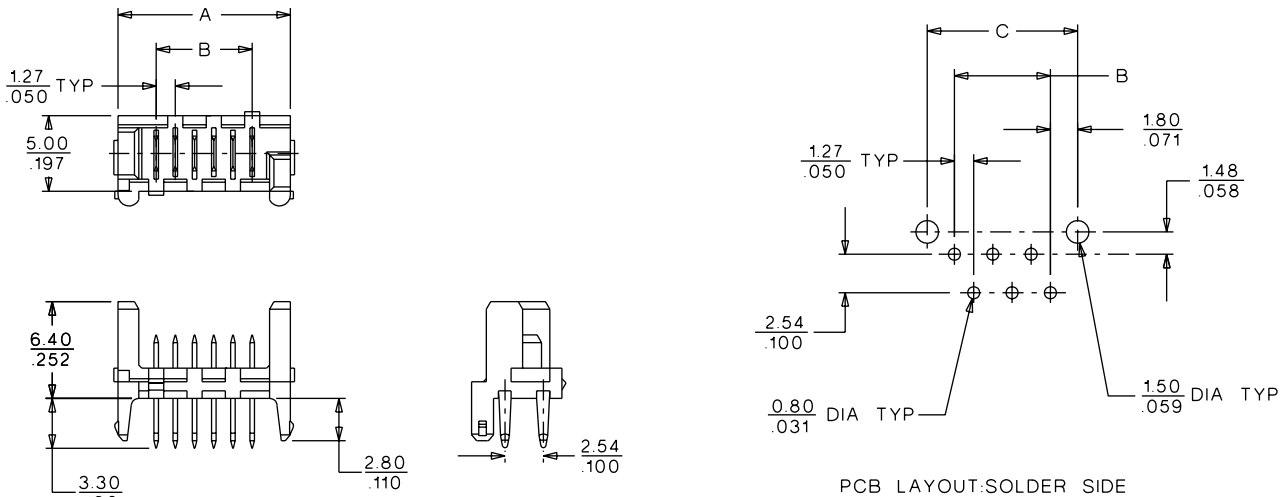 A
B
1.27
.050 TYP
5.00
.197
6.40
.252
3.30
2.80
.110
2.54
.100
C
B
1.80
.071
1.27
.050 TYP
1.48
.058
2.54
.100
0.80
.031 DIA TYP
1.50
.059 DIA TYP
PCB LAYOUT:SOLDER SIDE